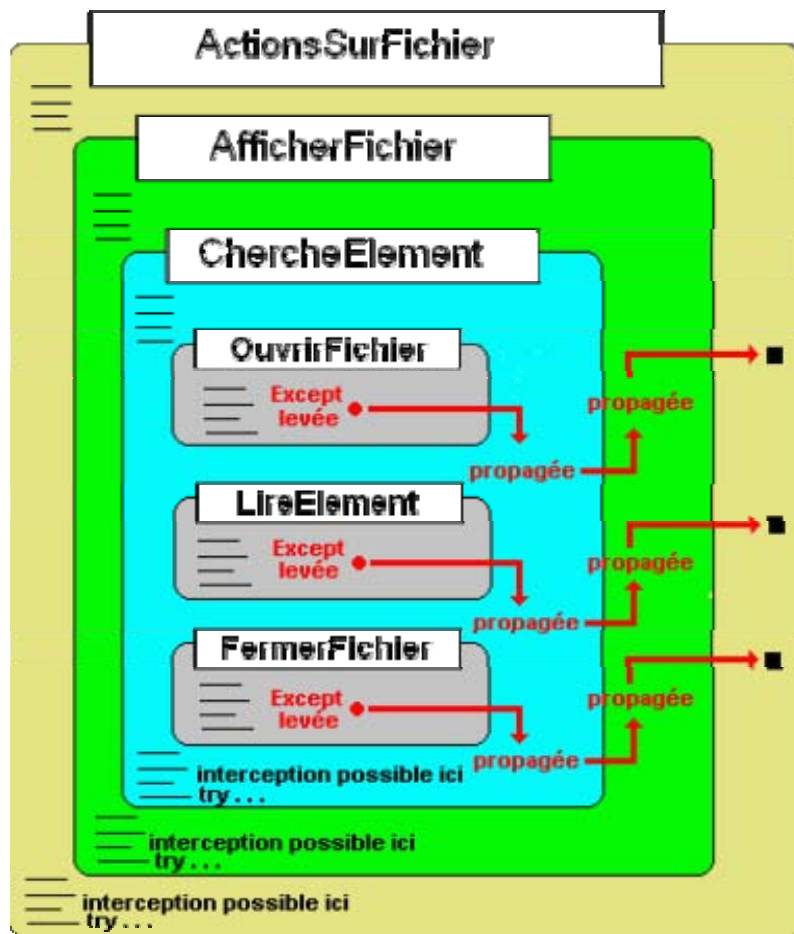 ActionsSurFichier
AfficherFichier
ChercheElement
OuvrirFichier
Except
levée
propagée
propagée
LireElement
Except
levée
propagée
propagée
FermerFichier
Except
levée
propagée
propagée
interception possible ici
try . . .
interception possible ici
try . . .
interception possible ici
try . . .